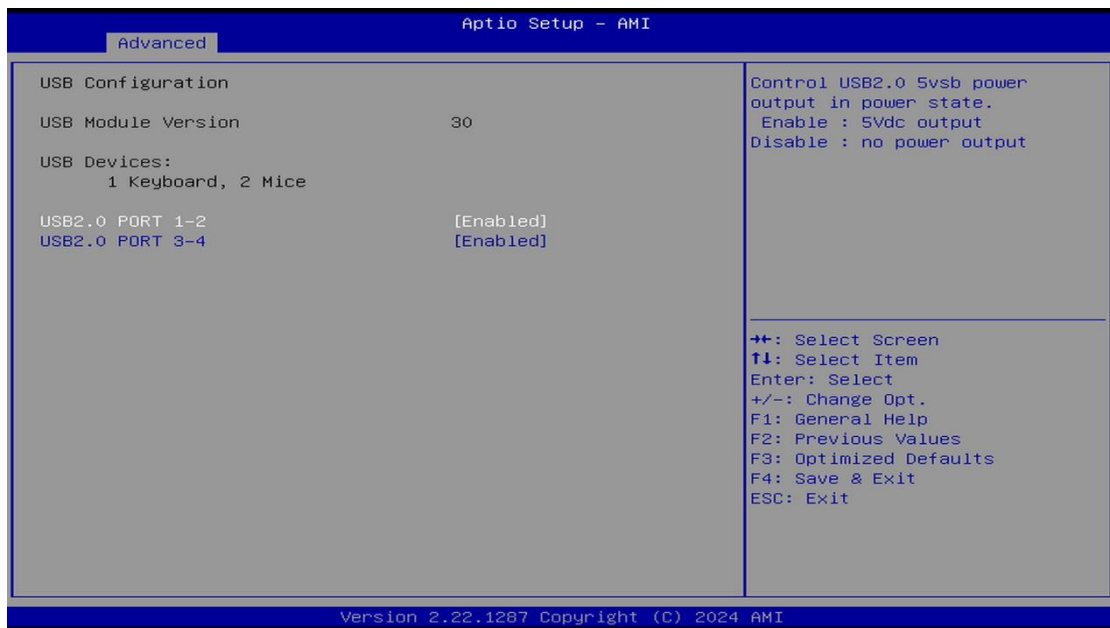 Aptio Setup – AMI
Advanced
USB Configuration
USB Module Version 30
USB Devices:
1 Keyboard, 2 Mice
USB2.0 PORT 1-2 [Enabled]
USB2.0 PORT 3-4 [Enabled]
Control USB2.0 5vsb power
output in power state.
Enable : 5Vdc output
Disable : no power output
→←: Select Screen
↑↓: Select Item
Enter: Select
+/-: Change Opt.
F1: General Help
F2: Previous Values
F3: Optimized Defaults
F4: Save & Exit
ESC: Exit
Version 2.22.1287 Copyright (C) 2024 AMI